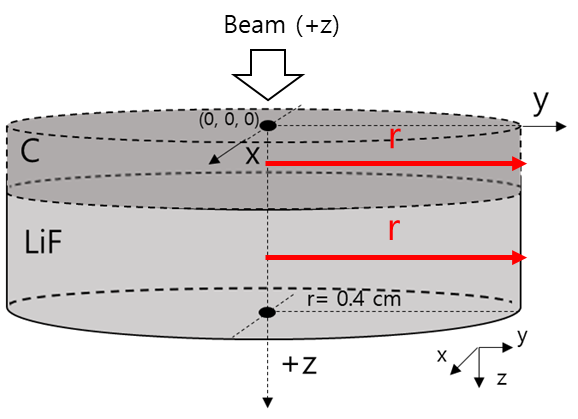 Beam (+z)
(0, 0, 0)
y
C
x
r
LiF
r
r= 0.4 cm
+z
x
y
z